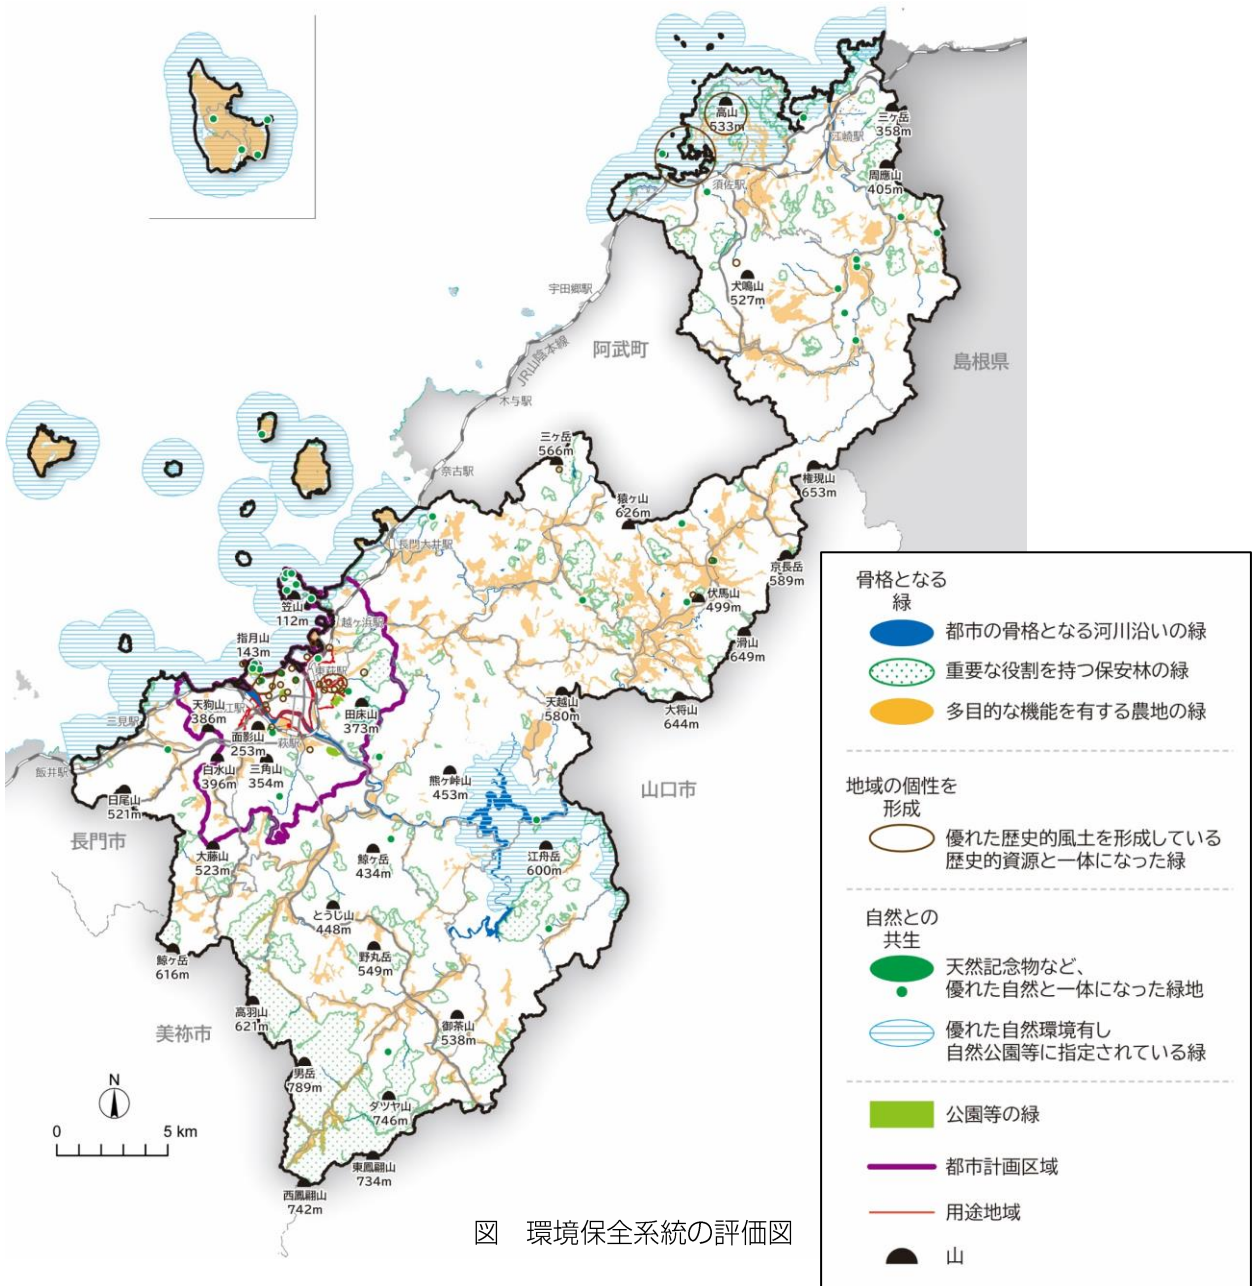 高山
533m
三ケ岳
358m
江崎駅
周應山
405m
須佐駅
犬鳴山
527m
宇田郷駅
阿武町
島根県
JR山陰本線
木与駅
三ケ岳
566m
奈古駅
権現山
653m
猿ケ山
626m
長門大井駅
京長岳
589m
伏馬山
499m
笠山
112m
越ケ浜駅
指月山
143m
滑山
649m
東萩駅
天狗山
386m
三見駅
田床山
373m
天越山
580m
大将山
644m
面影山
253m
萩駅
飯井駅
白水山
396m
三角山
354m
熊ケ峠山
453m
山口市
日尾山
521m
長門市
大藤山
523m
鯨ケ岳
434m
江舟岳
600m
とうじ山
448m
鯨ケ岳
616m
野丸岳
549m
高羽山
621m
御茶山
538m
美祢市
男岳
789m
ダツヤ山
746m
東鳳翩山
734m
西鳳翩山
742m
N
0 5 km
図 環境保全系統の評価図
骨格となる
緑
都市の骨格となる河川沿いの緑
重要な役割を持つ保安林の緑
多目的な機能を有する農地の緑
地域の個性を
形成
優れた歴史的風土を形成している
歴史的資源と一体になった緑
自然との
共生
天然記念物など、
優れた自然と一体になった緑地
優れた自然環境有し
自然公園等に指定されている緑
公園等の緑
都市計画区域
用途地域
山